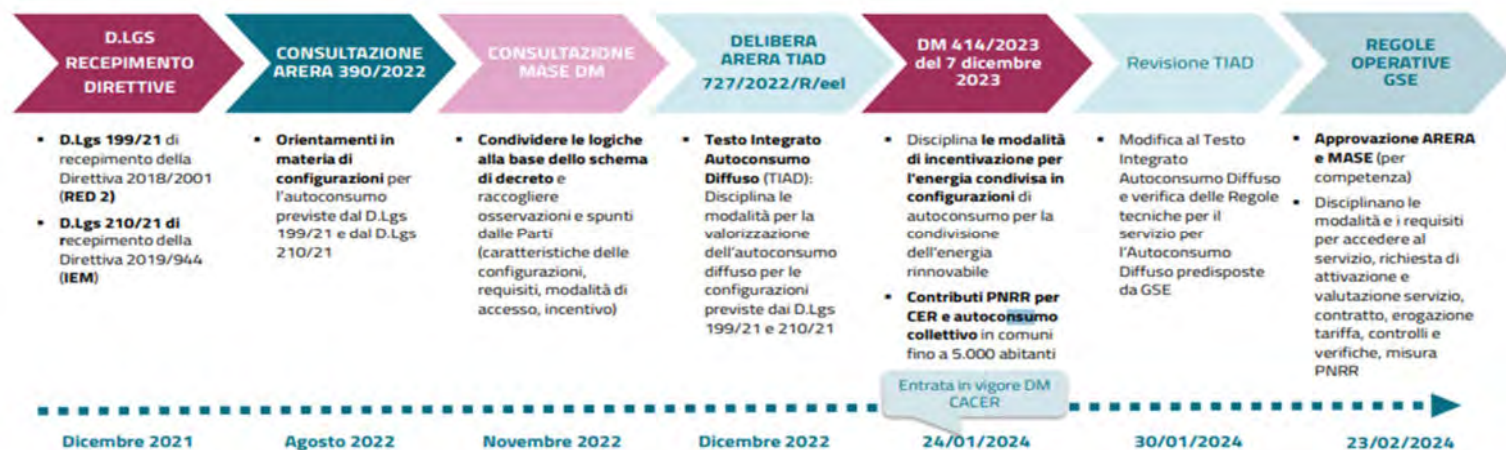 D.LGS
RECEPIMENTO
DIRETTIVE
CONSULTAZIONE
ARERA 390/2022
CONSULTAZIONE
MASE DM
DELIBERA
ARERA TIAD
727/2022/R/eel
DM 414/2023
del 7 dicembre
2023
Revisione TIAD
REGOLE
OPERATIVE
GSE
▪ D.Lgs 199/21 di
recepimento della
Direttiva 2018/2001
(RED 2)
▪ D.Lgs 210/21 di
recepimento della
Direttiva 2019/944
(IEM)
▪ Orientamenti in
materia di
configurazioni per
l'autoconsumo
previste dal D.Lgs
199/21 e dal D.Lgs
210/21
▪ Condividere le logiche
alla base dello schema
di decreto e
raccogliere
osservazioni e spunti
dalle Parti
(caratteristiche delle
configurazioni,
requisiti, modalità di
accesso, incentivo)
▪ Testo Integrato
Autoconsumo
Diffuso (TIAD):
Disciplina le
modalità per la
valorizzazione
dell'autoconsumo
diffuso per le
configurazioni
previste dai D.Lgs
199/21 e 210/21
▪ Disciplina le modalità
di incentivazione per
l'energia condivisa in
configurazioni di
autoconsumo per la
condivisione
dell'energia
rinnovabile
▪ Contributi PNRR per
CER e autoconsumo
collettivo in comuni
fino a 5.000 abitanti
▪ Modifica al Testo
Integrato
Autoconsumo Diffuso
e verifica delle Regole
tecniche per il
servizio per
l'Autoconsumo
Diffuso predisposte
da GSE
▪ Approvazione ARERA
e MASE (per
competenza)
▪ Disciplinano le
modalità e i requisiti
per accedere al
servizio, richiesta di
attivazione e
valutazione servizio,
contratto, erogazione
tariffa, controlli e
verifiche, misura
PNRR
Entrata in vigore DM
CACER
Dicembre 2021
Agosto 2022
Novembre 2022
Dicembre 2022
24/01/2024
30/01/2024
23/02/2024